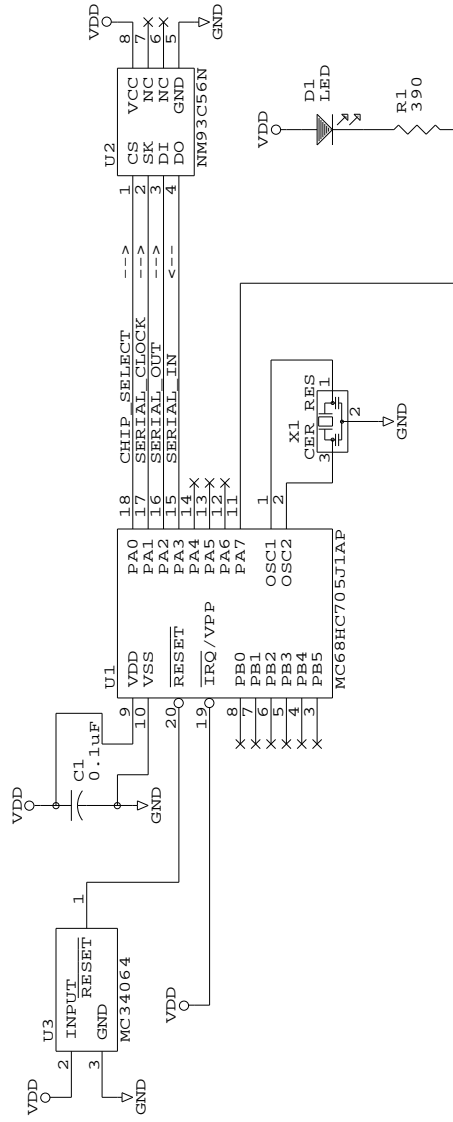 VDD
2
3
GND
U3
INPUT
RESET
GND
MC34064
1
VDD
VDD
C1
0.1uF
GND
9
10
20
19
8
7
6
5
4
3
U1
VDD
VSS
RESET
IRQ/VPP
PB0
PB1
PB2
PB3
PB4
PB5
PA0
PA1
PA2
PA3
PA4
PA5
PA6
PA7
OSC1
OSC2
MC68HC705J1AP
18
17
16
15
14
13
12
11
1
2
CHIP_SELECT --->
SERIAL_CLOCK --->
SERIAL_OUT --->
SERIAL_IN <---
X1
CER RES
3
1
2
GND
1
2
3
4
U2
CS
SK
DI
DO
VCC
NC
NC
GND
NM93C56N
8
7
6
5
VDD
GND
VDD
D1
LED
R1
390